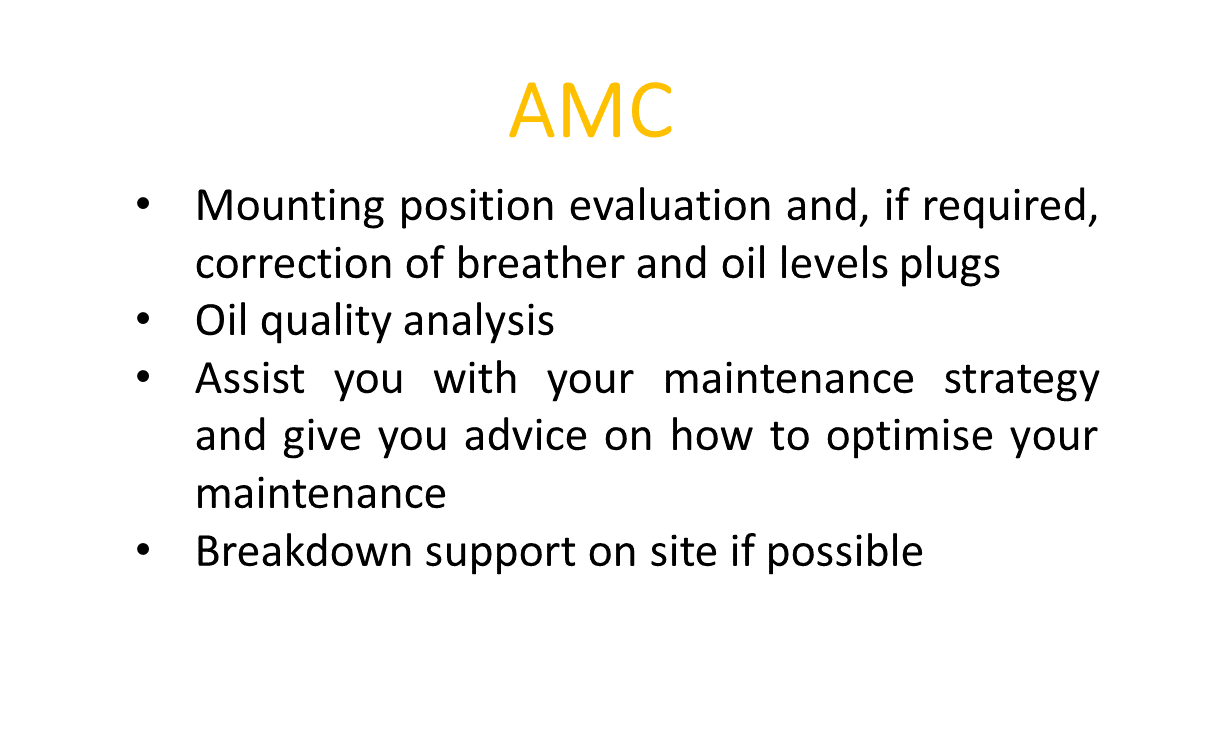 AMC
• Mounting position evaluation and, if required,
correction of breather and oil levels plugs
• Oil quality analysis
• Assist you with your maintenance strategy
and give you advice on how to optimise your
maintenance
• Breakdown support on site if possible